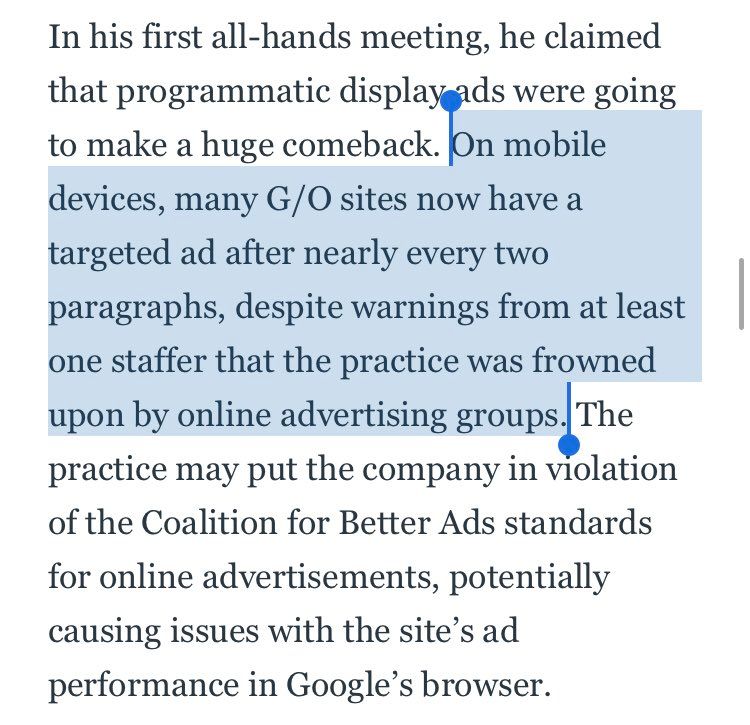 In his first all-hands meeting, he claimed
that programmatic display ads were going
to make a huge comeback. On mobile
devices, many G/O sites now have a
targeted ad after nearly every two
paragraphs, despite warnings from at least
one staffer that the practice was frowned
upon by online advertising groups. The
practice may put the company in violation
of the Coalition for Better Ads standards
for online advertisements, potentially
causing issues with the site’s ad
performance in Google’s browser.